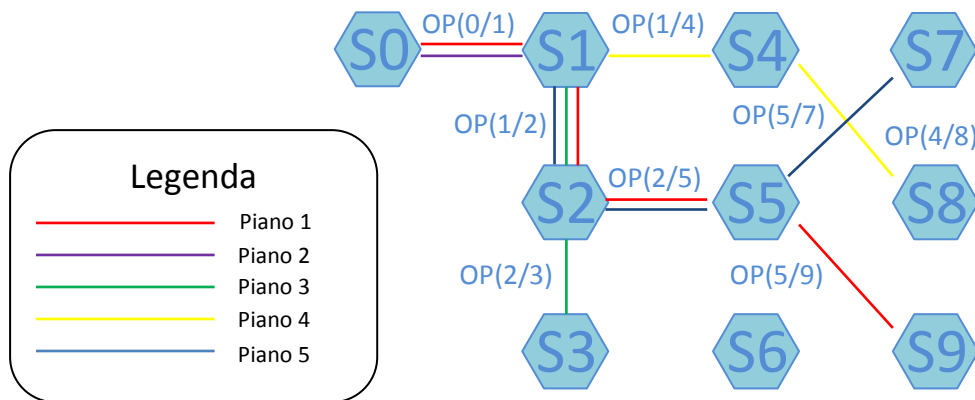 OP(0/1) OP(1/4)
S0 S1 S4 S7
OP(1/2) OP(5/7) OP(4/8)
Legenda
OP(2/5)
S2 S5 S8
Piano 1
Piano 2
OP(2/3) OP(5/9)
Piano 3
Piano 4
Piano 5
S3 S6 S9